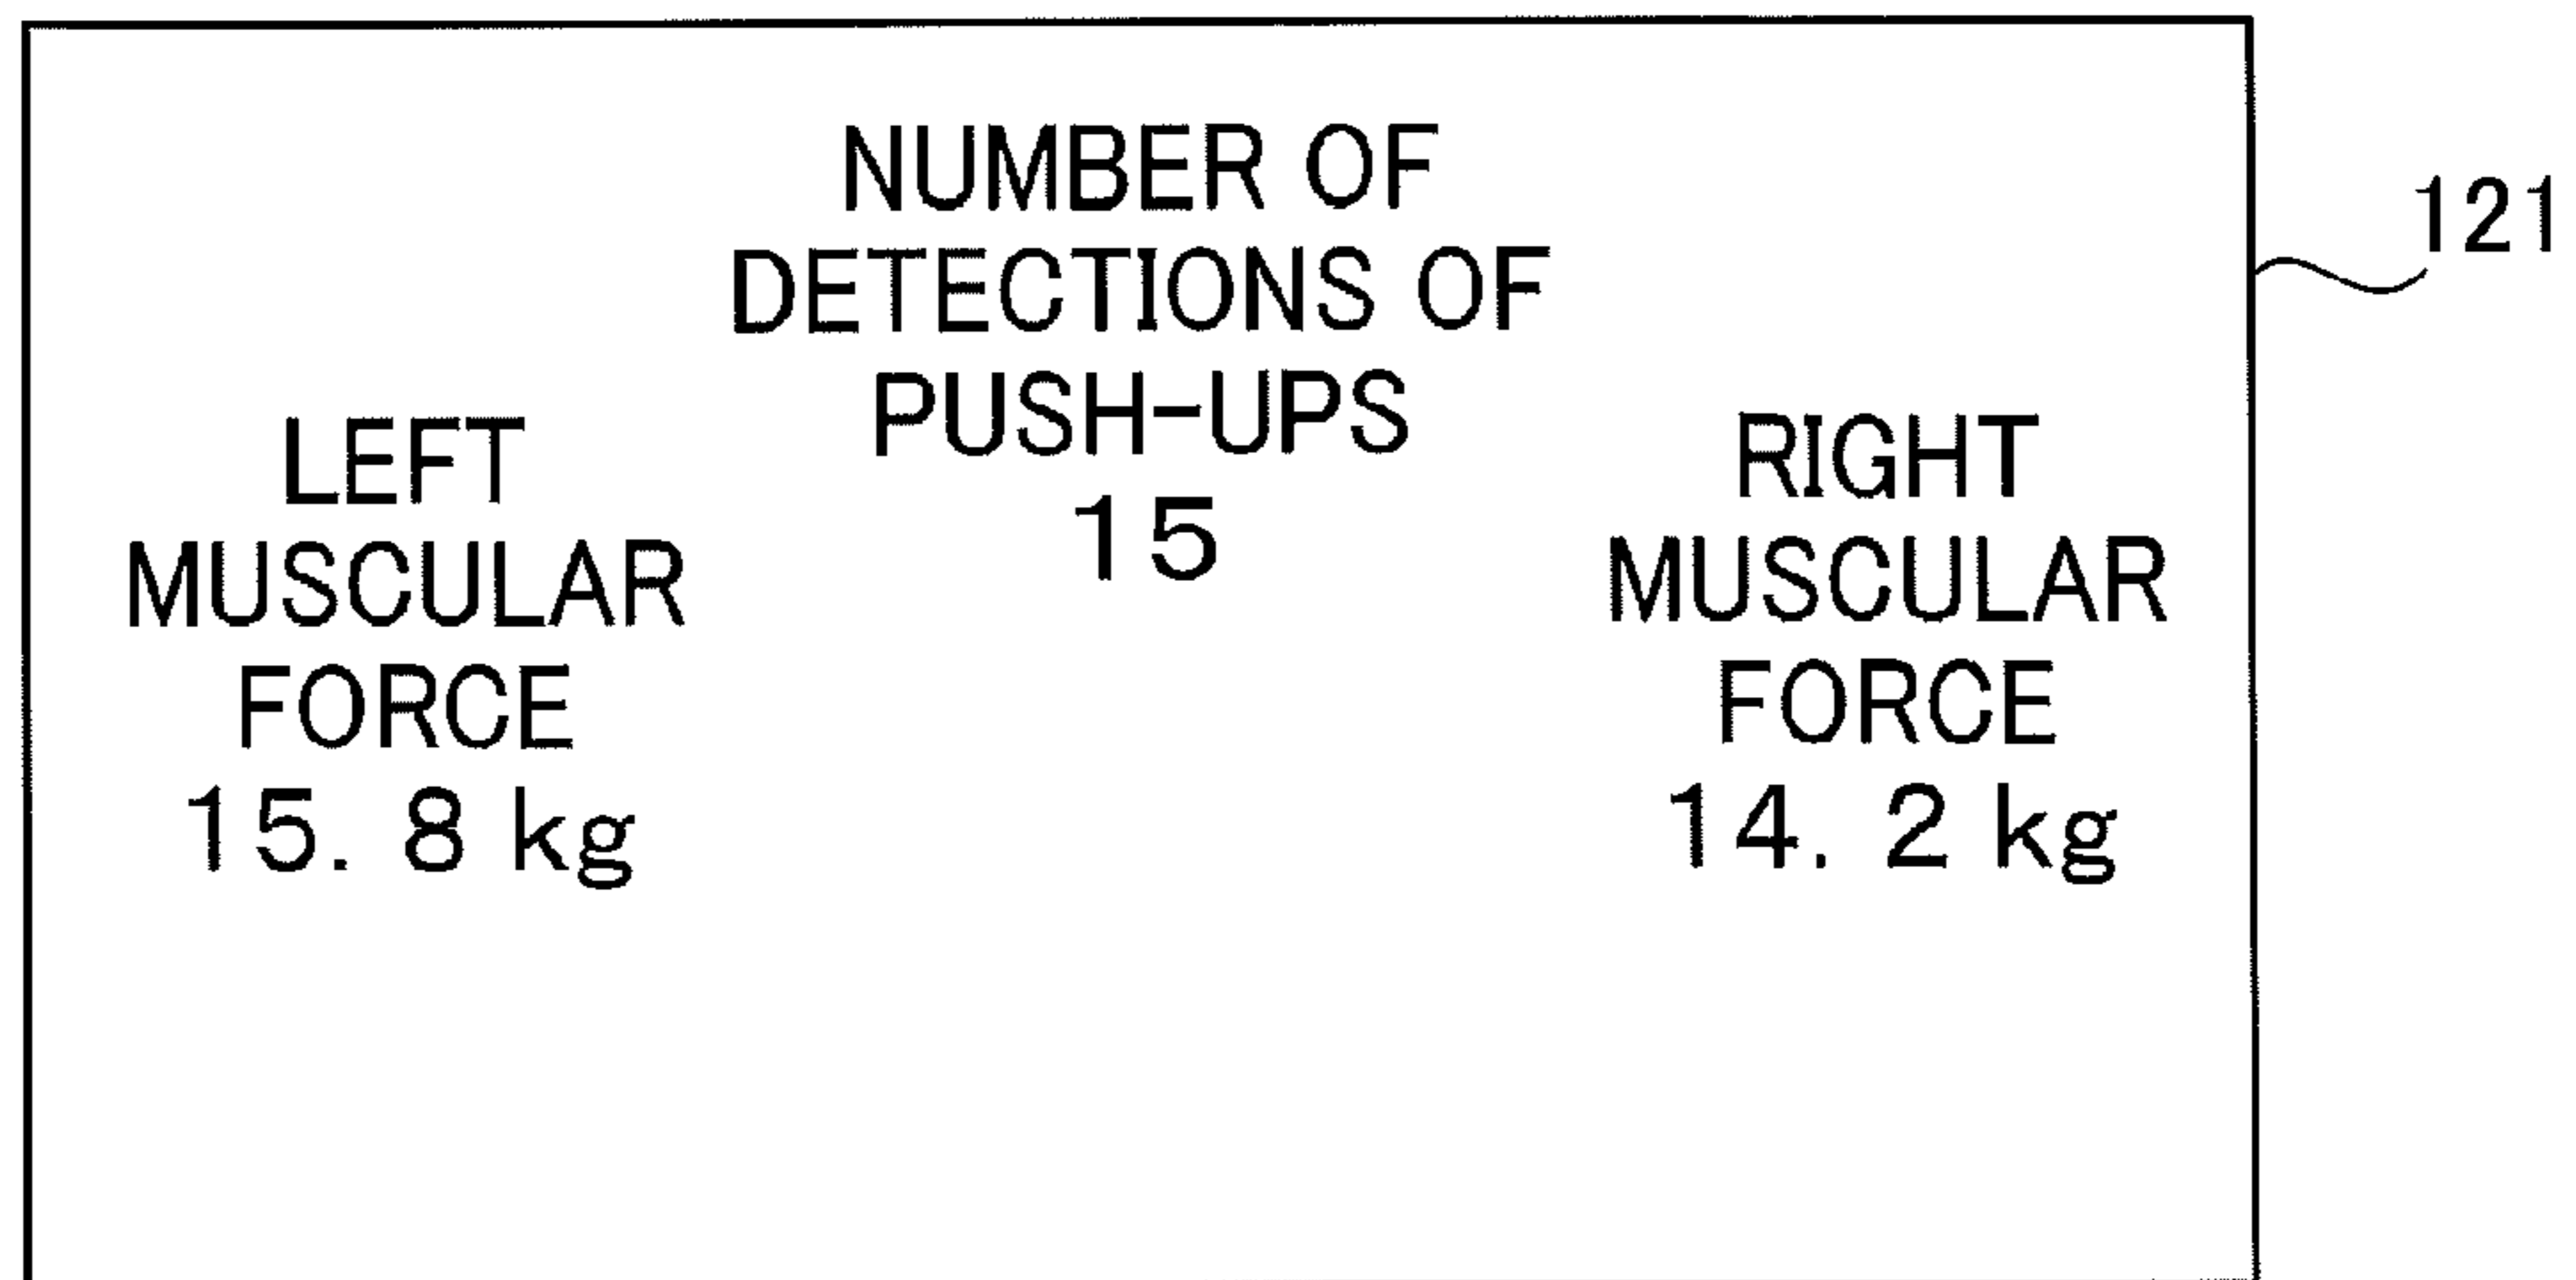 NUMBER OF
DETECTIONS OF
PUSH-UPS
15
LEFT
MUSCULAR
FORCE
15. 8 kg
RIGHT
MUSCULAR
FORCE
14. 2 kg
121